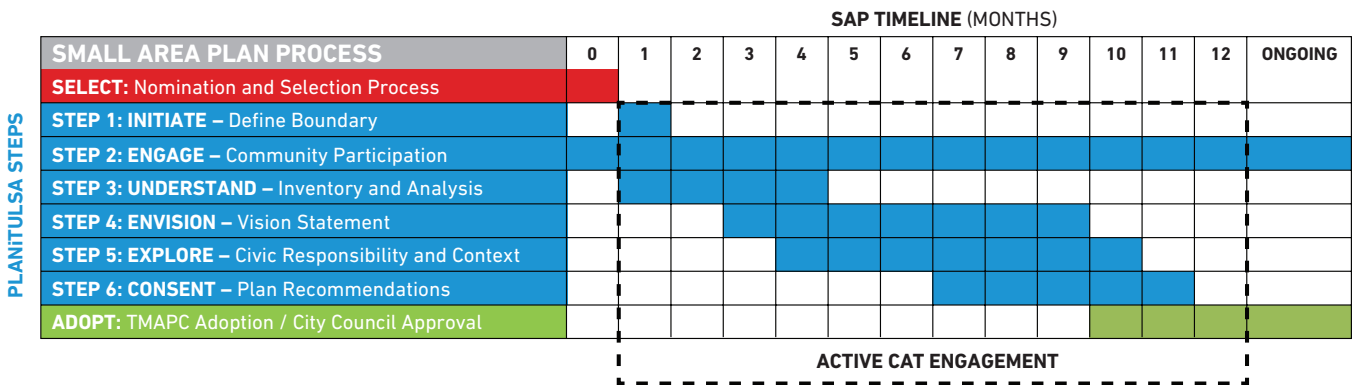 SAP TIMELINE (MONTHS)
SMALL AREA PLAN PROCESS 0 1 2 3 4 5 6 7 8 9 10 11 12 ONGOING
SELECT: Nomination and Selection Process
PLANiTULSA STEPS
STEP 1: INITIATE – Define Boundary
STEP 2: ENGAGE – Community Participation
STEP 3: UNDERSTAND – Inventory and Analysis
STEP 4: ENVISION – Vision Statement
STEP 5: EXPLORE – Civic Responsibility and Context
STEP 6: CONSENT – Plan Recommendations
ADOPT: TMAPC Adoption / City Council Approval
ACTIVE CAT ENGAGEMENT